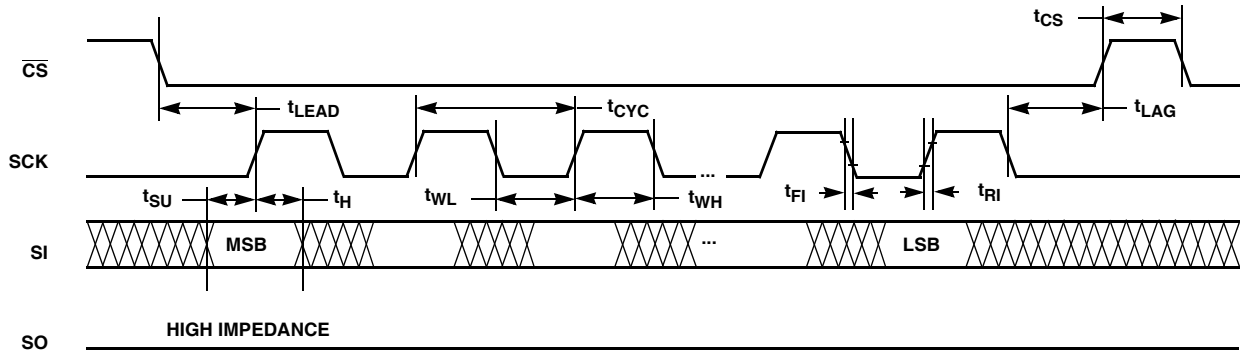 tCS
CS
tLEAD
tCYC
tLAG
SCK
...
tSU
tH
tWL
tWH
tFI
tRI
SI
MSB
...
LSB
HIGH IMPEDANCE
SO